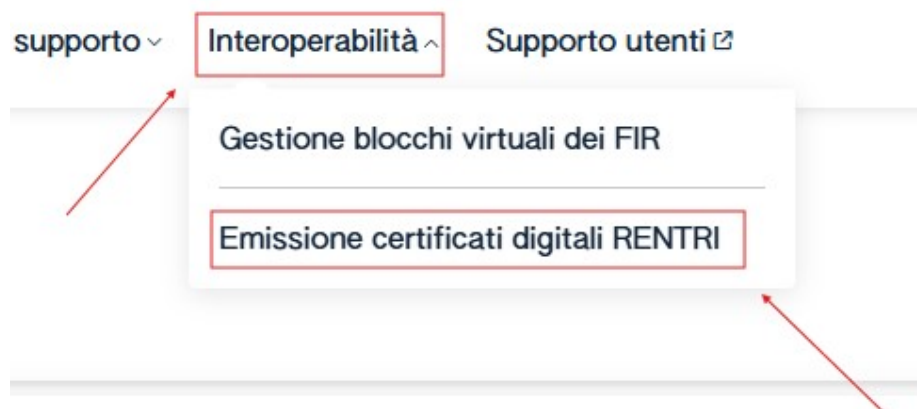 supporto Interoperabilità Supporto utenti
Gestione blocchi virtuali dei FIR
Emissione certificati digitali RENTRI